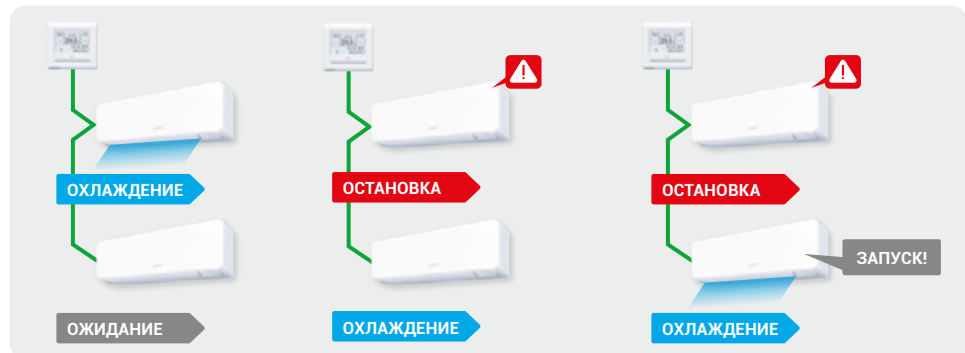 ОХЛАЖДЕНИЕ
ОЖИДАНИЕ
ОСТАНОВКА
ОХЛАЖДЕНИЕ
ОСТАНОВКА
ЗАПУСК!
ОХЛАЖДЕНИЕ